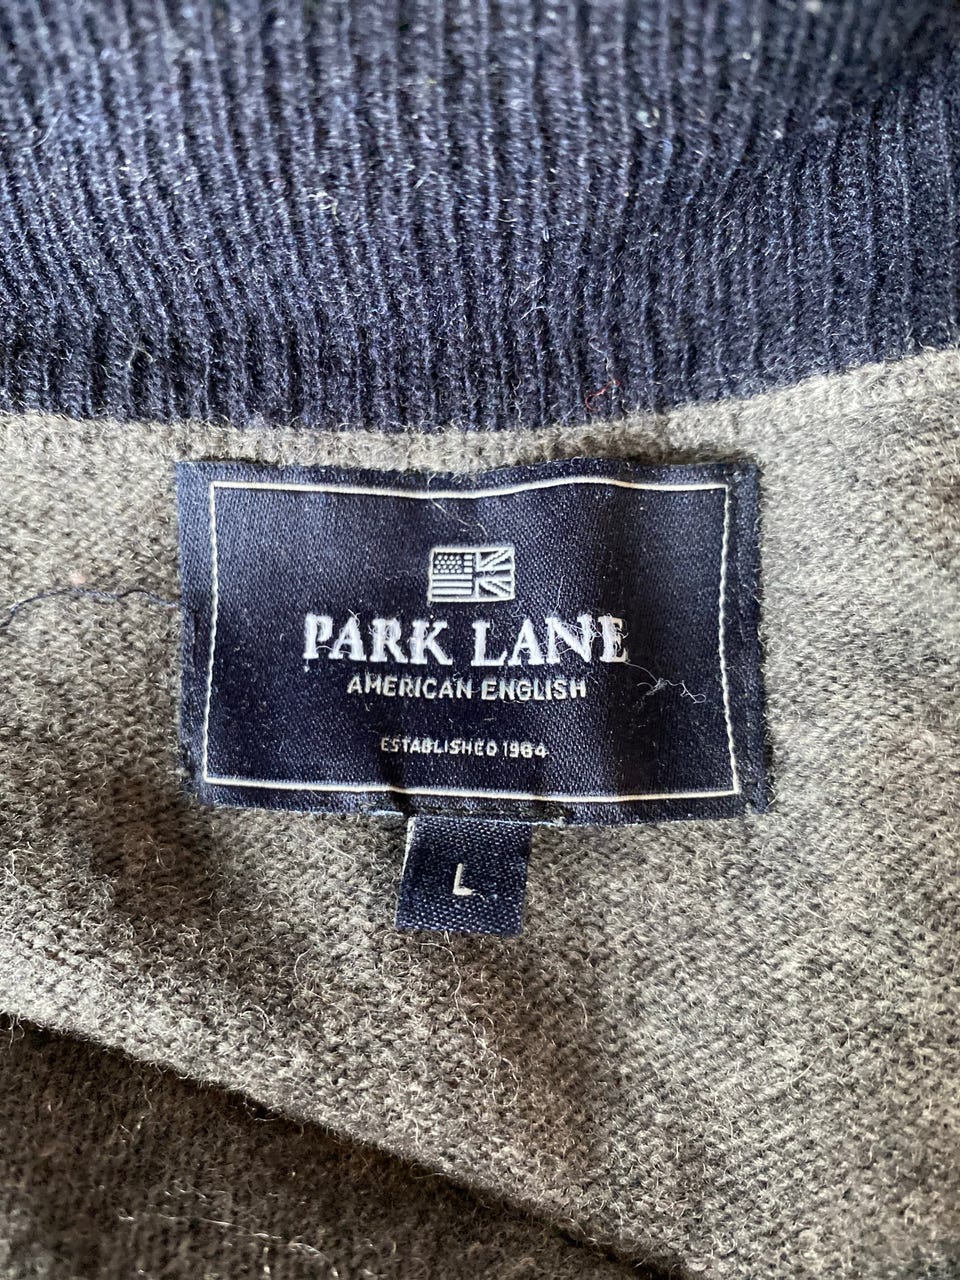 PARK LANE
AMERICAN ENGLISH
ESTABLISHED 1984
L